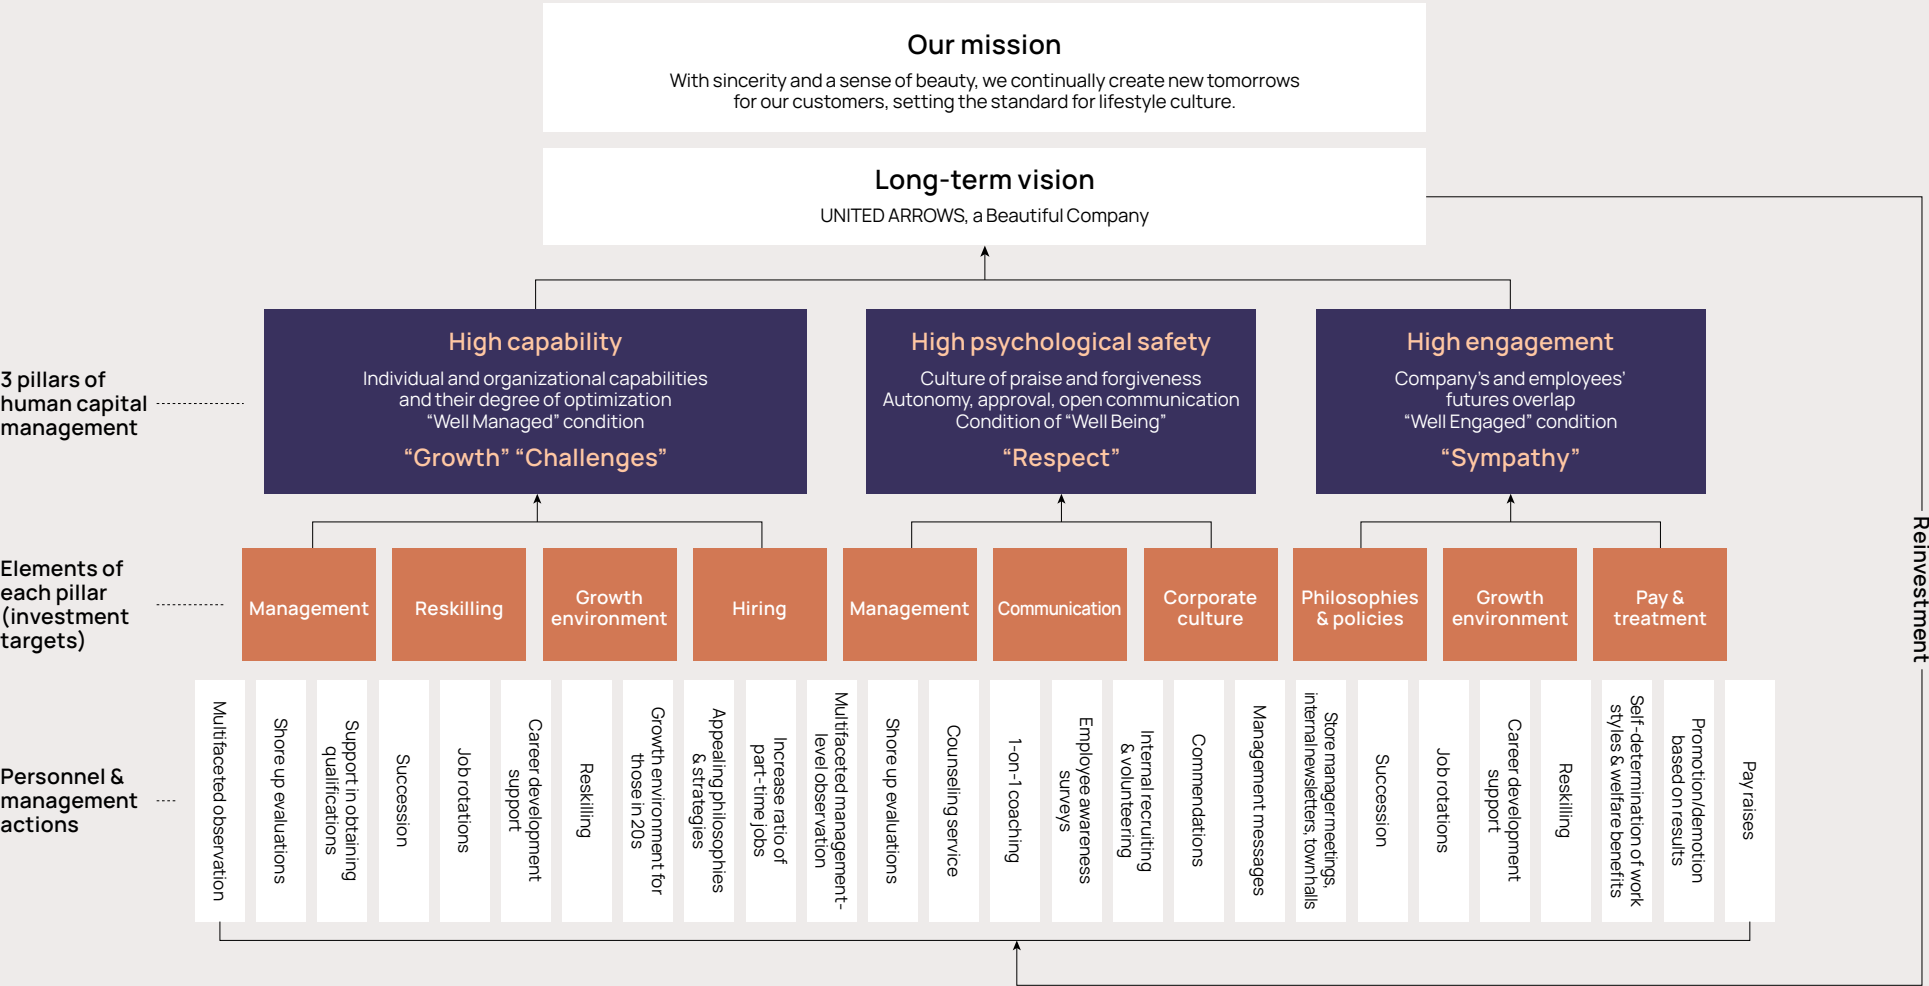 Our mission
With sincerity and a sense of beauty, we continually create new tomorrows
for our customers, setting the standard for lifestyle culture.
Long-term vision
UNITED ARROWS, a Beautiful Company
3 pillars of
human capital
management
High capability
Individual and organizational capabilities
and their degree of optimization
“Well Managed” condition
“Growth” “Challenges”
High psychological safety
Culture of praise and forgiveness
Autonomy, approval, open communication
Condition of “Well Being”
“Respect”
High engagement
Company’s and employees’
futures overlap
“Well Engaged” condition
“Sympathy”
Elements of
each pillar
(investment
targets)
Management
Reskilling
Growth
environment
Hiring
Management
Communication
Corporate
culture
Philosophies
& policies
Growth
environment
Pay &
treatment
Reinvestment
Personnel &
management
actions
Multifaceted observation
Shore up evaluations
Support in obtaining
qualifications
Succession
Job rotations
Career development
support
Reskilling
Growth environment for
those in 20s
Appealing philosophies
& strategies
Increase ratio of
part-time jobs
Multifaceted management-
level observation
Shore up evaluations
Counseling service
1-on-1 coaching
Employee awareness
surveys
Internal recruiting
& volunteering
Commendations
Management messages
Store manager meetings,
internal newsletters, town halls
Succession
Job rotations
Career development
support
Reskilling
Self-determination of work
styles & welfare benefits
Promotion/demotion
based on results
Pay raises